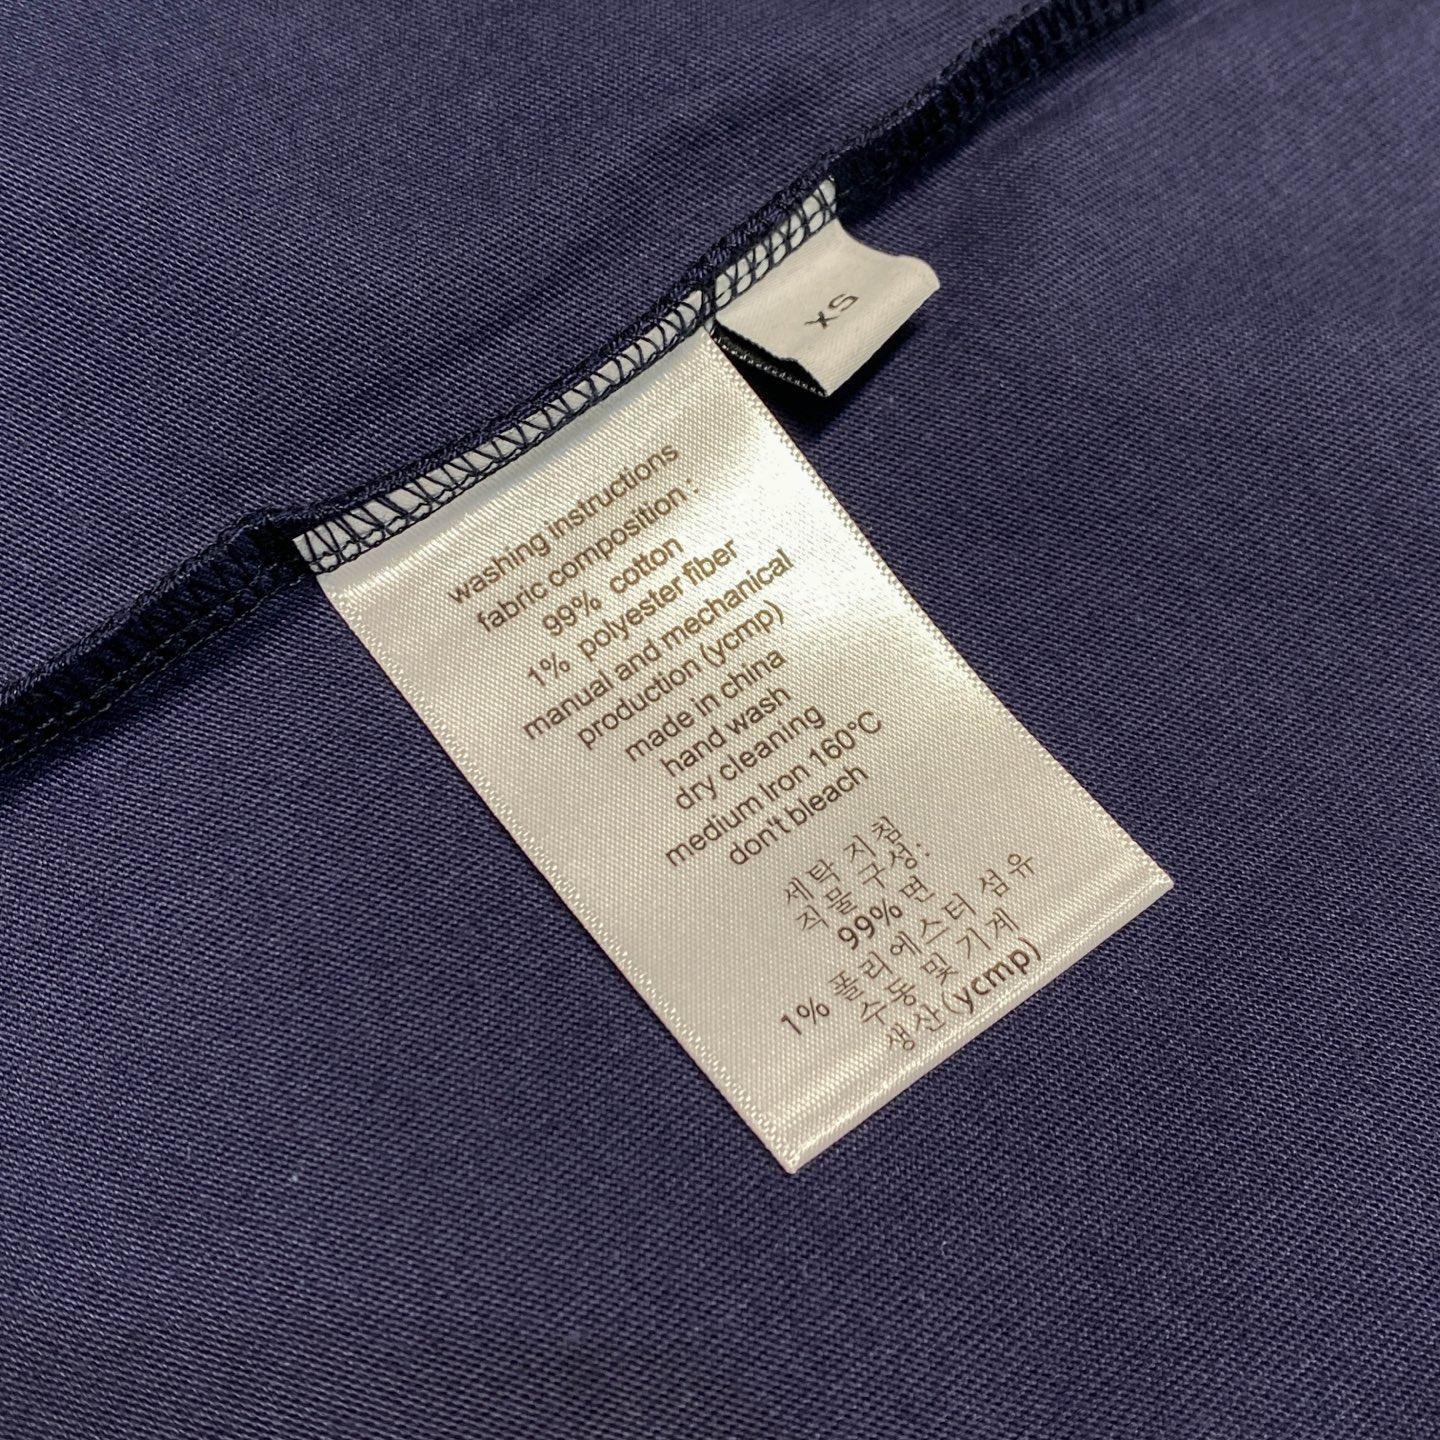 XS
washing instructions
fabric composition :
99% cotton
1% polyester fiber
manual and mechanical
production (ycmp)
made in china
hand wash
dry cleaning
medium Iron 160°C
don't bleach
세탁 지침
직물 구성:
99% 면
1% 폴리에스터 섬유
수동 및 기계
생산(ycmp)